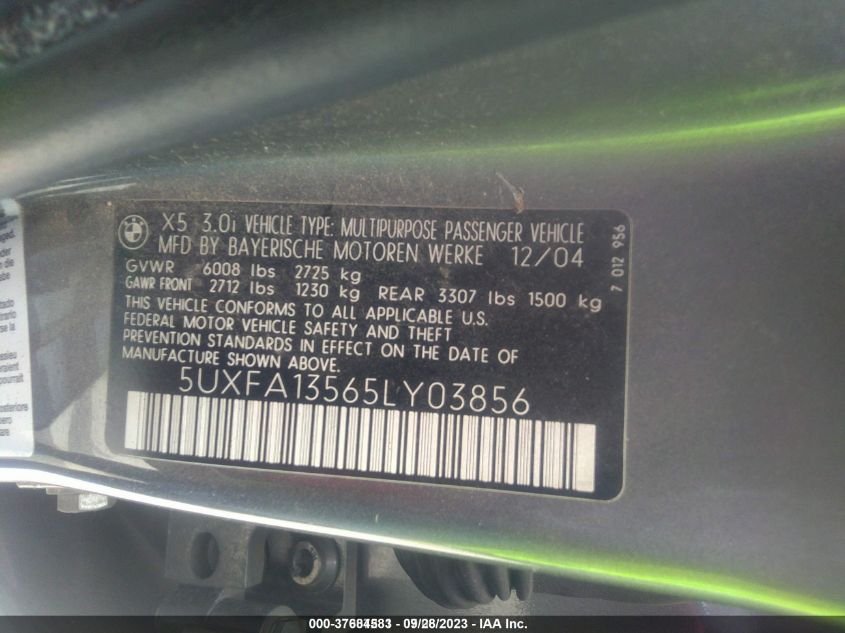 X5 3.0i VEHICLE TYPE: MULTIPURPOSE PASSENGER VEHICLE
MFD BY BAYERISCHE MOTOREN WERKE 12/04
GVWR 6008 lbs 2725 kg
GAWR FRONT 2712 lbs 1230 kg REAR 3307 lbs 1500 kg
THIS VEHICLE CONFORMS TO ALL APPLICABLE U.S.
FEDERAL MOTOR VEHICLE SAFETY AND THEFT
PREVENTION STANDARDS IN EFFECT ON THE DATE OF
MANUFACTURE SHOWN ABOVE.
5UXFA13565LY03856
7 012 956
000-37684583 - 09/26/2023 - IAA Inc.